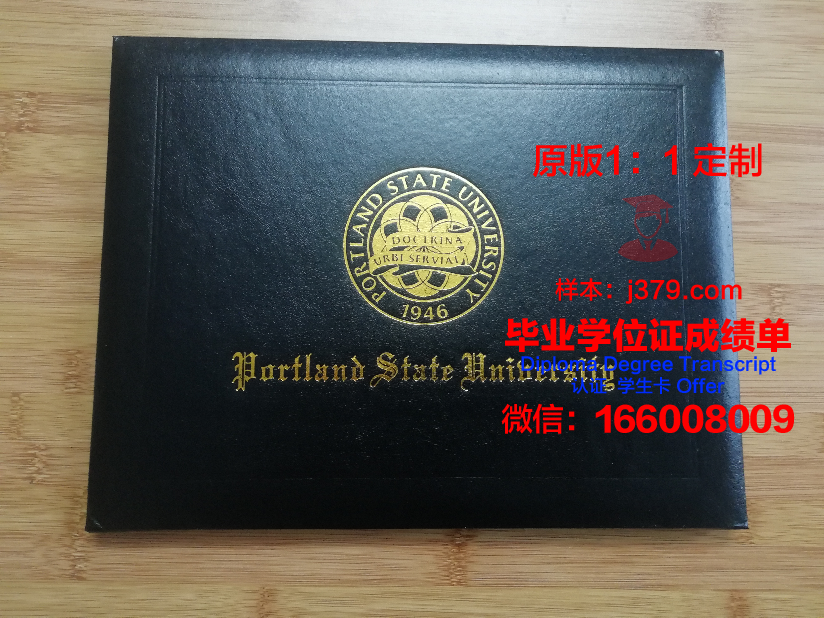 原版1：1 定制
PORTLAND STATE UNIVERSITY
DOCTRINA
URBI SERVIAT
1946
样本：j379.com
毕业学位证成绩单
Portland State University
Diploma Degree Transcript
认证 学生卡 Offer
微信：166008009